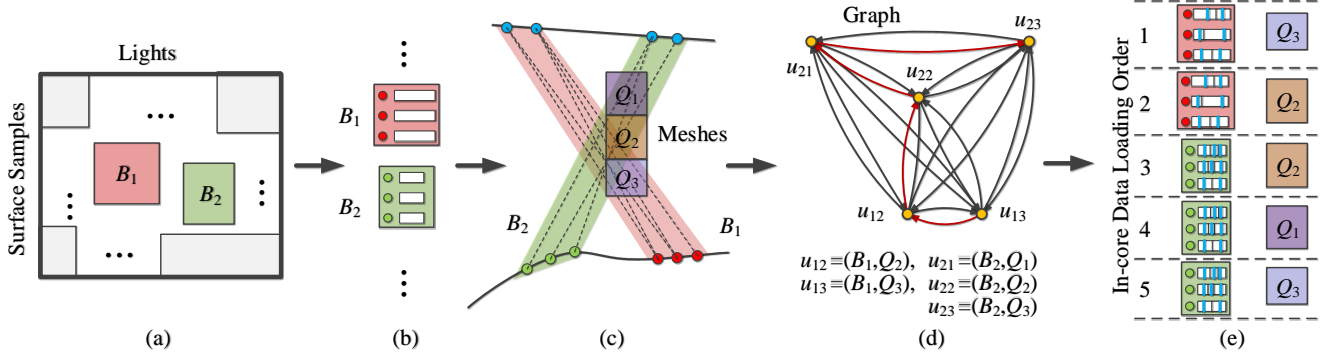 Lights
Surface Samples
...
B1
B2
...
...
...
(a)
...
B1
B2
...
(b)
Q1
Q2
Q3
Meshes
B2
B1
(c)
Graph
u23
u21
u22
u12
u13
u12≡(B1,Q2), u21≡(B2,Q1)
u13≡(B1,Q3), u22≡(B2,Q2)
u23≡(B2,Q3)
(d)
In-core Data Loading Order
1 Q3
2 Q2
3 Q2
4 Q1
5 Q3
(e)